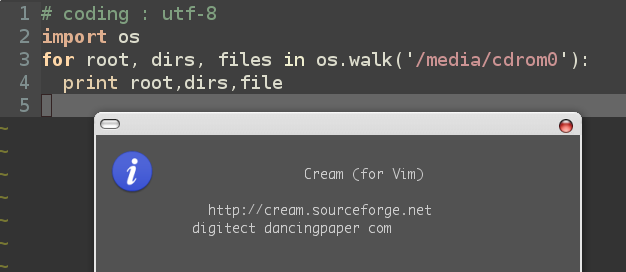 1 # coding : utf-8
2 import os
3 for root, dirs, files in os.walk('/media/cdrom0'):
4   print root,dirs,file
5
~
~
~
~
~
~
~
i
Cream (for Vim)
http://cream.sourceforge.net
digitect dancingpaper com